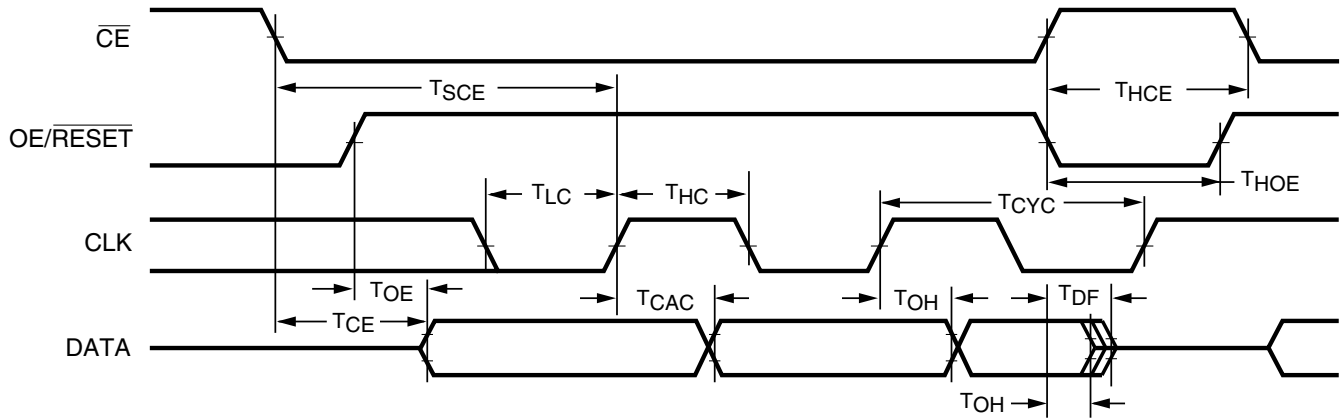 CE
TSCE
THCE
OE/RESET
TLC
THC
THOE
TCYC
CLK
TOE
TCAC
TOH
TDF
TCE
DATA
TOH